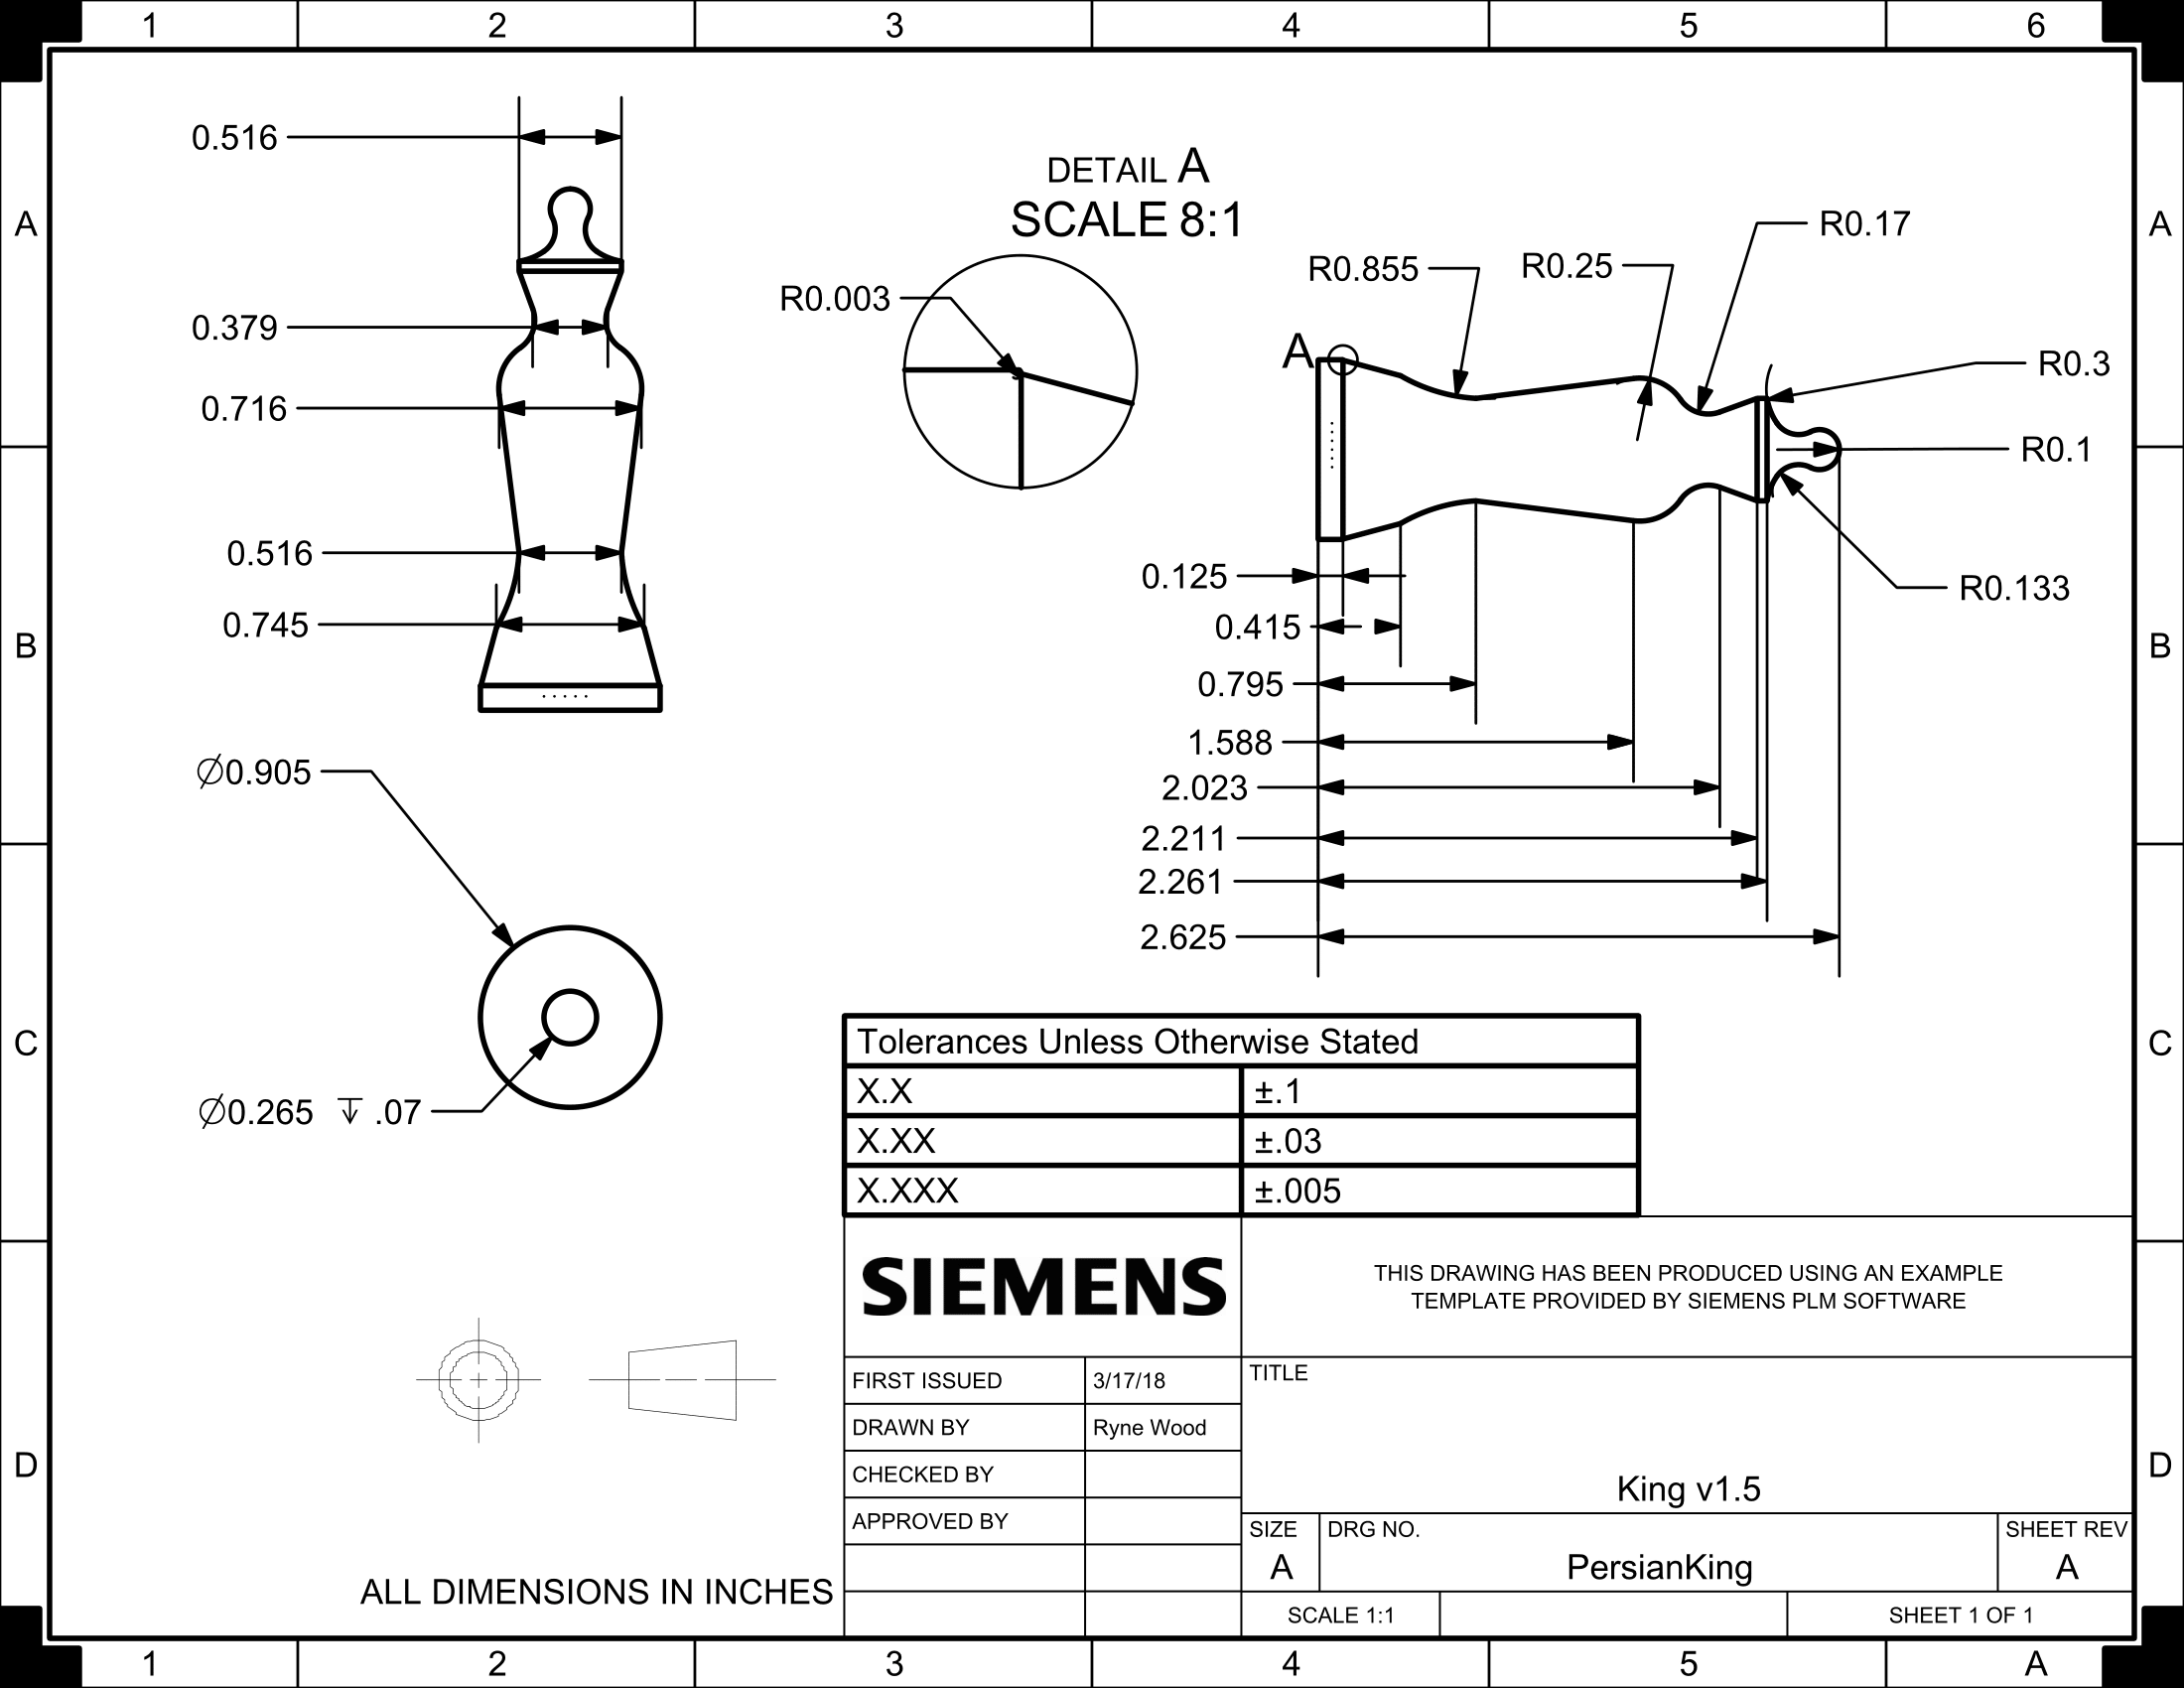 1 2 3 4 5 6
A
A
B
B
C
C
D
D
0.516
0.379
0.716
0.516
0.745
Ø0.905
Ø0.265 ↧ .07
DETAIL A
SCALE 8:1
R0.003
A
R0.855
R0.25
R0.17
R0.3
R0.1
R0.133
0.125
0.415
0.795
1.588
2.023
2.211
2.261
2.625
Tolerances Unless Otherwise Stated
X.X ±.1
X.XX ±.03
X.XXX ±.005
SIEMENS
THIS DRAWING HAS BEEN PRODUCED USING AN EXAMPLE
TEMPLATE PROVIDED BY SIEMENS PLM SOFTWARE
FIRST ISSUED 3/17/18
DRAWN BY Ryne Wood
CHECKED BY
APPROVED BY
TITLE
King v1.5
SIZE
A
DRG NO.
PersianKing
SHEET REV
A
SCALE 1:1
SHEET 1 OF 1
ALL DIMENSIONS IN INCHES
1 2 3 4 5 A